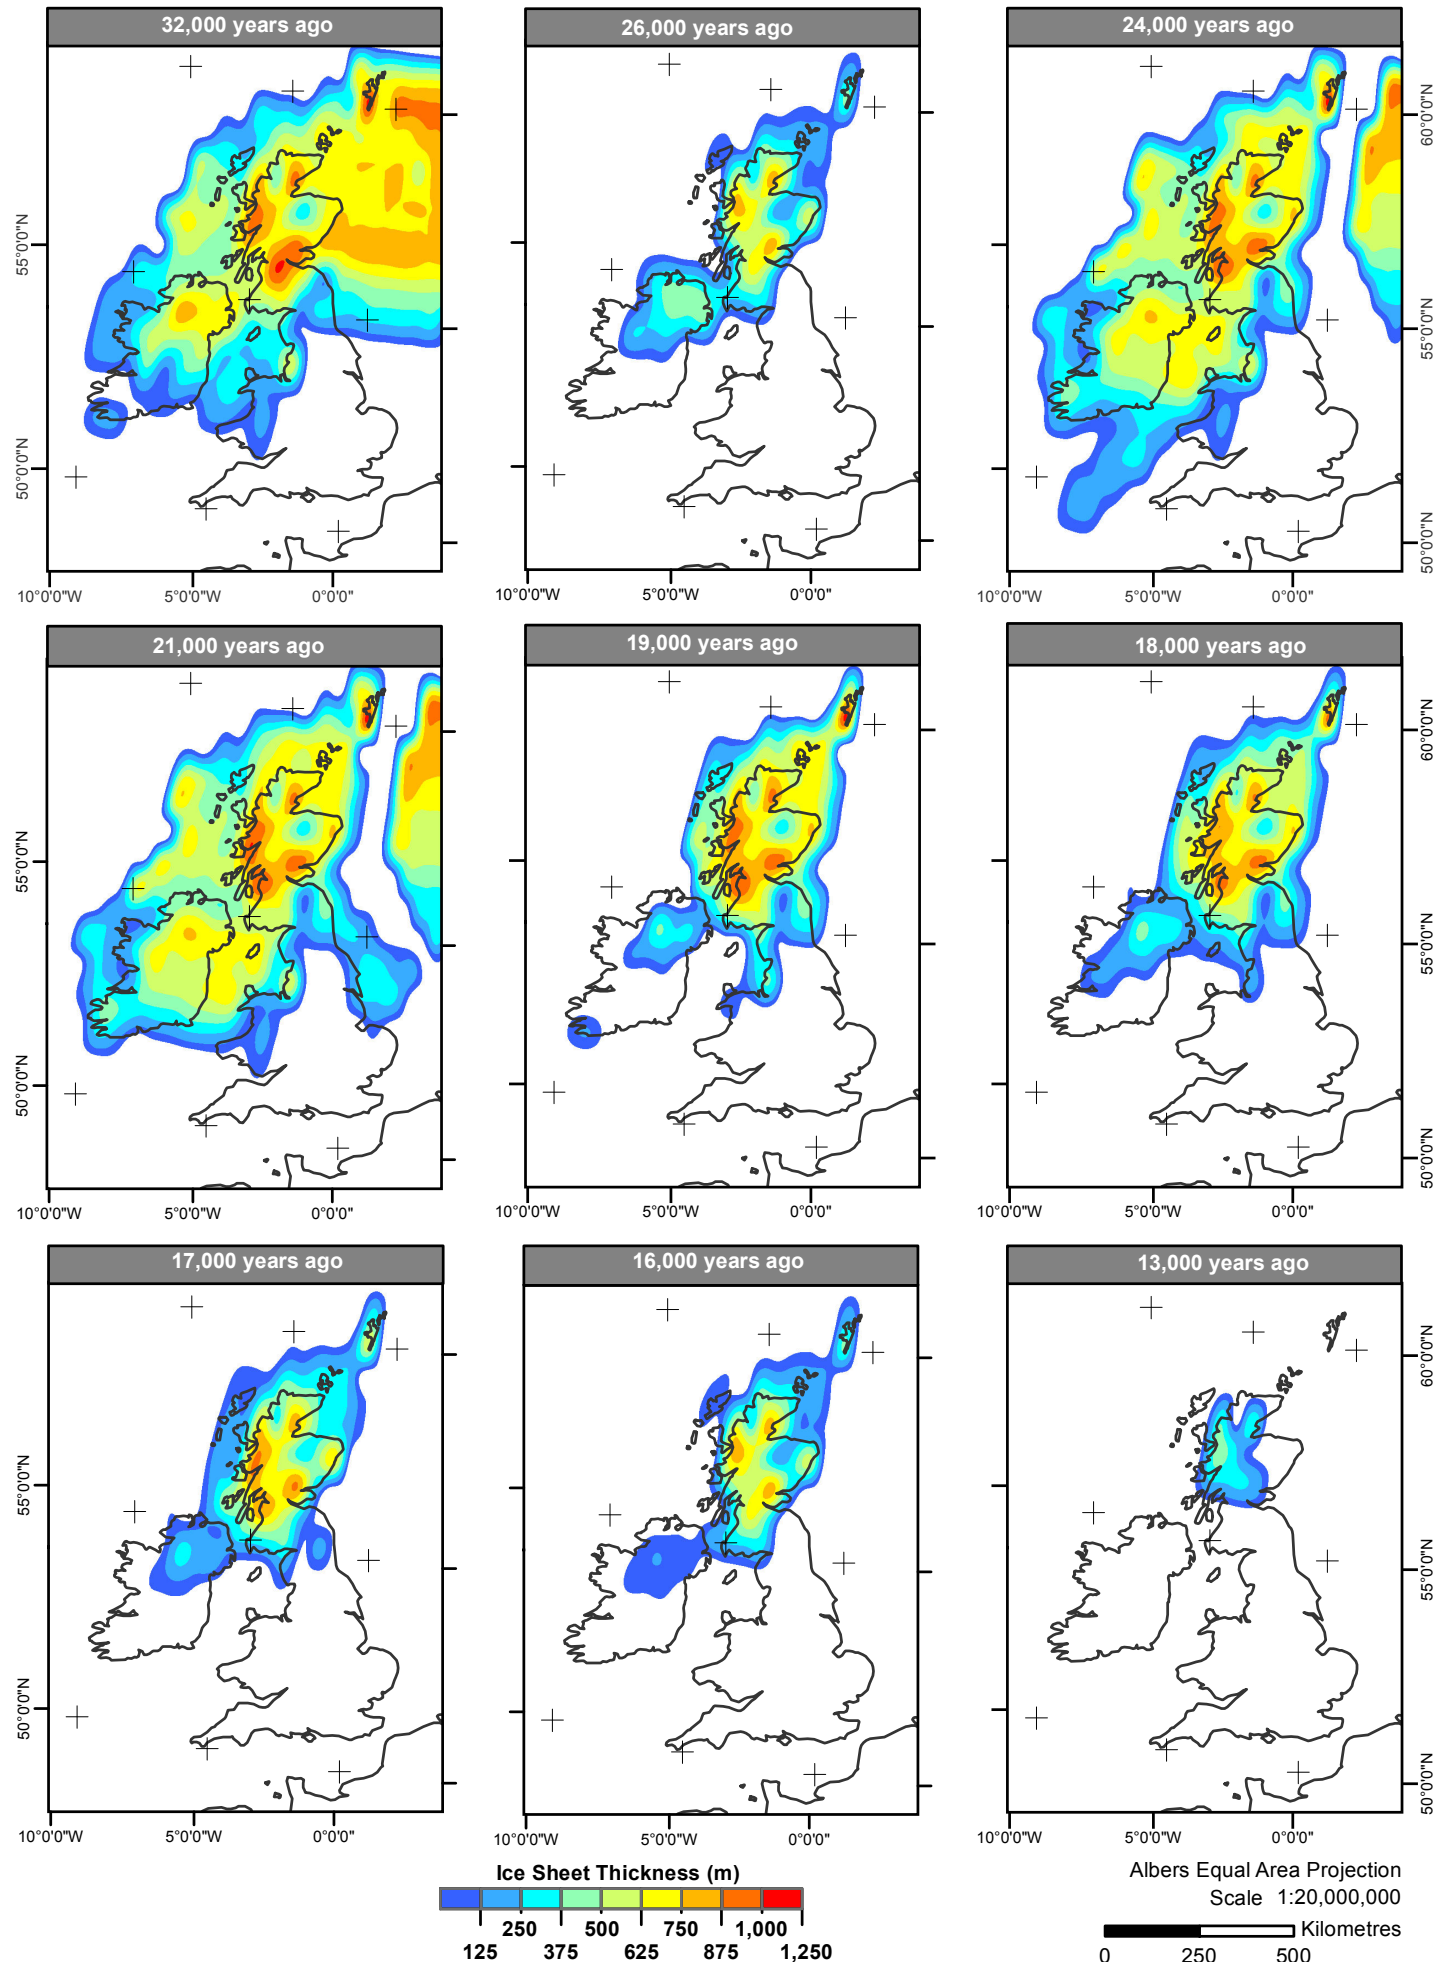 32,000 years ago
26,000 years ago
24,000 years ago
55°0'0"N
50°0'0"N
60°0'0"N
55°0'0"N
50°0'0"N
10°0'0"W 5°0'0"W 0°0'0"
10°0'0"W 5°0'0"W 0°0'0"
10°0'0"W 5°0'0"W 0°0'0"
21,000 years ago
19,000 years ago
18,000 years ago
55°0'0"N
50°0'0"N
60°0'0"N
55°0'0"N
50°0'0"N
10°0'0"W 5°0'0"W 0°0'0"
10°0'0"W 5°0'0"W 0°0'0"
10°0'0"W 5°0'0"W 0°0'0"
17,000 years ago
16,000 years ago
13,000 years ago
55°0'0"N
50°0'0"N
60°0'0"N
55°0'0"N
50°0'0"N
10°0'0"W 5°0'0"W 0°0'0"
10°0'0"W 5°0'0"W 0°0'0"
10°0'0"W 5°0'0"W 0°0'0"
Ice Sheet Thickness (m)
250 500 750 1,000
125 375 625 875 1,250
Albers Equal Area Projection
Scale 1:20,000,000
Kilometres
0 250 500